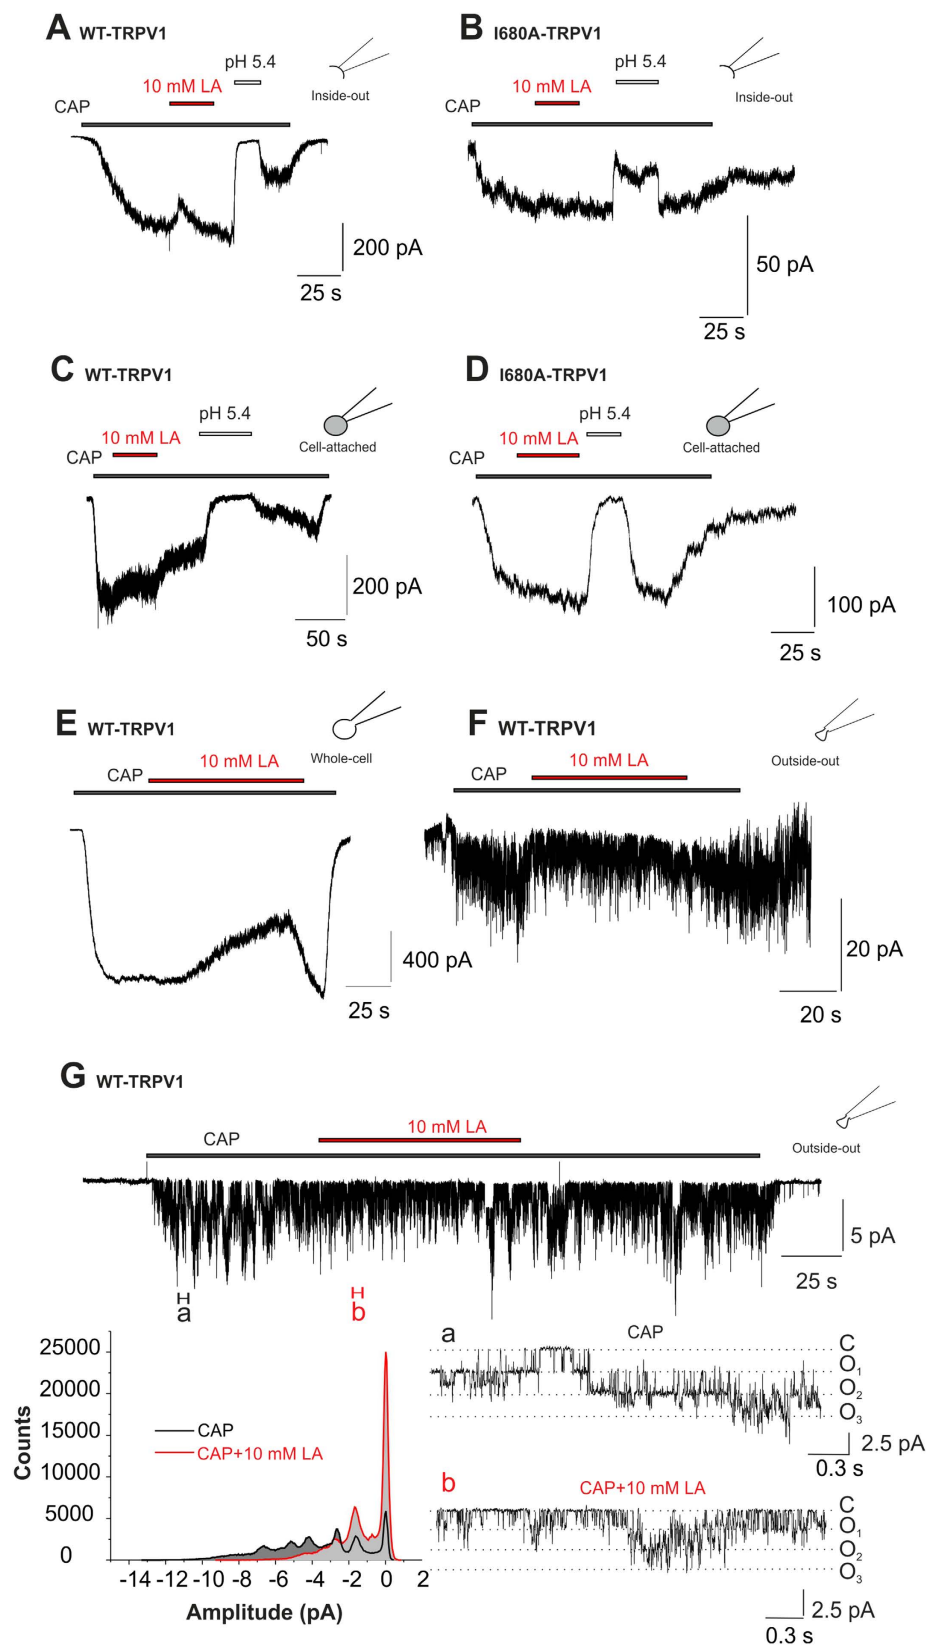 A WT-TRPV1
pH 5.4
10 mM LA
CAP
Inside-out
200 pA
25 s
B I680A-TRPV1
pH 5.4
10 mM LA
CAP
Inside-out
50 pA
25 s
C WT-TRPV1
pH 5.4
10 mM LA
CAP
Cell-attached
200 pA
50 s
D I680A-TRPV1
pH 5.4
10 mM LA
CAP
Cell-attached
100 pA
25 s
E WT-TRPV1
10 mM LA
CAP
Whole-cell
400 pA
25 s
F WT-TRPV1
10 mM LA
CAP
Outside-out
20 pA
20 s
G WT-TRPV1
10 mM LA
CAP
Outside-out
5 pA
25 s
a
b
25000
20000
15000
10000
5000
0
Counts
CAP
CAP+10 mM LA
-14 -12 -10 -8 -6 -4 -2 0 2
Amplitude (pA)
a
CAP
C
O1
O2
O3
2.5 pA
0.3 s
b
CAP+10 mM LA
C
O1
O2
O3
2.5 pA
0.3 s